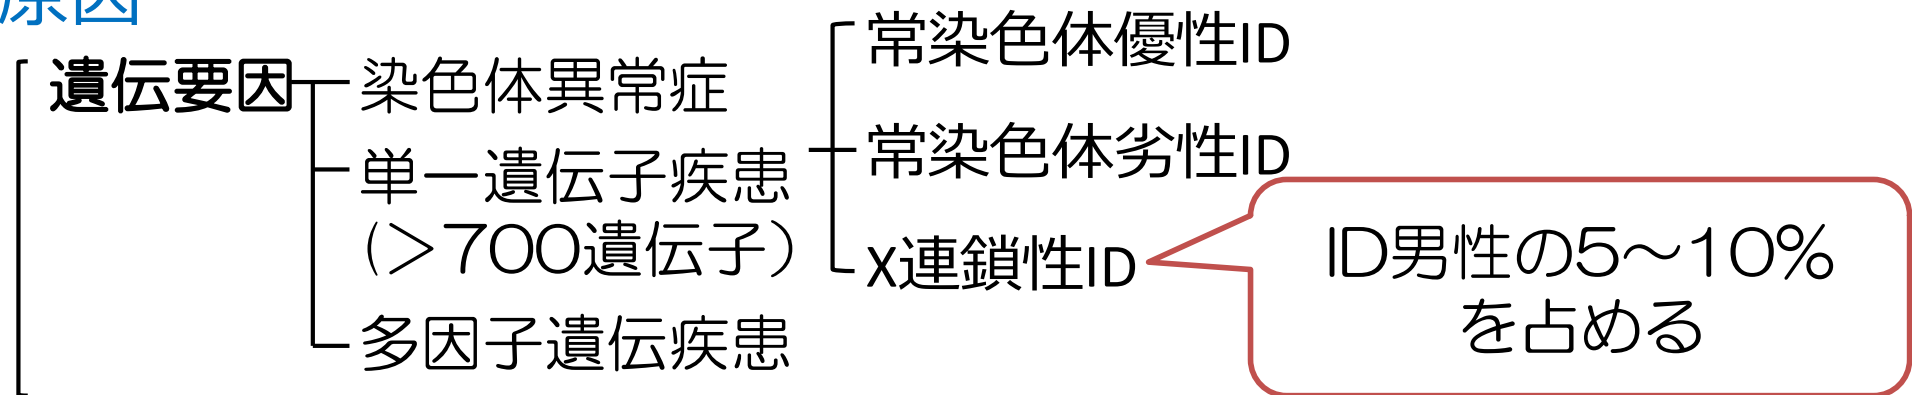 原因
遺伝要因
染色体異常症
単一遺伝子疾患
(>700遺伝子)
多因子遺伝疾患
常染色体優性ID
常染色体劣性ID
X連鎖性ID
ID男性の5～10%
を占める